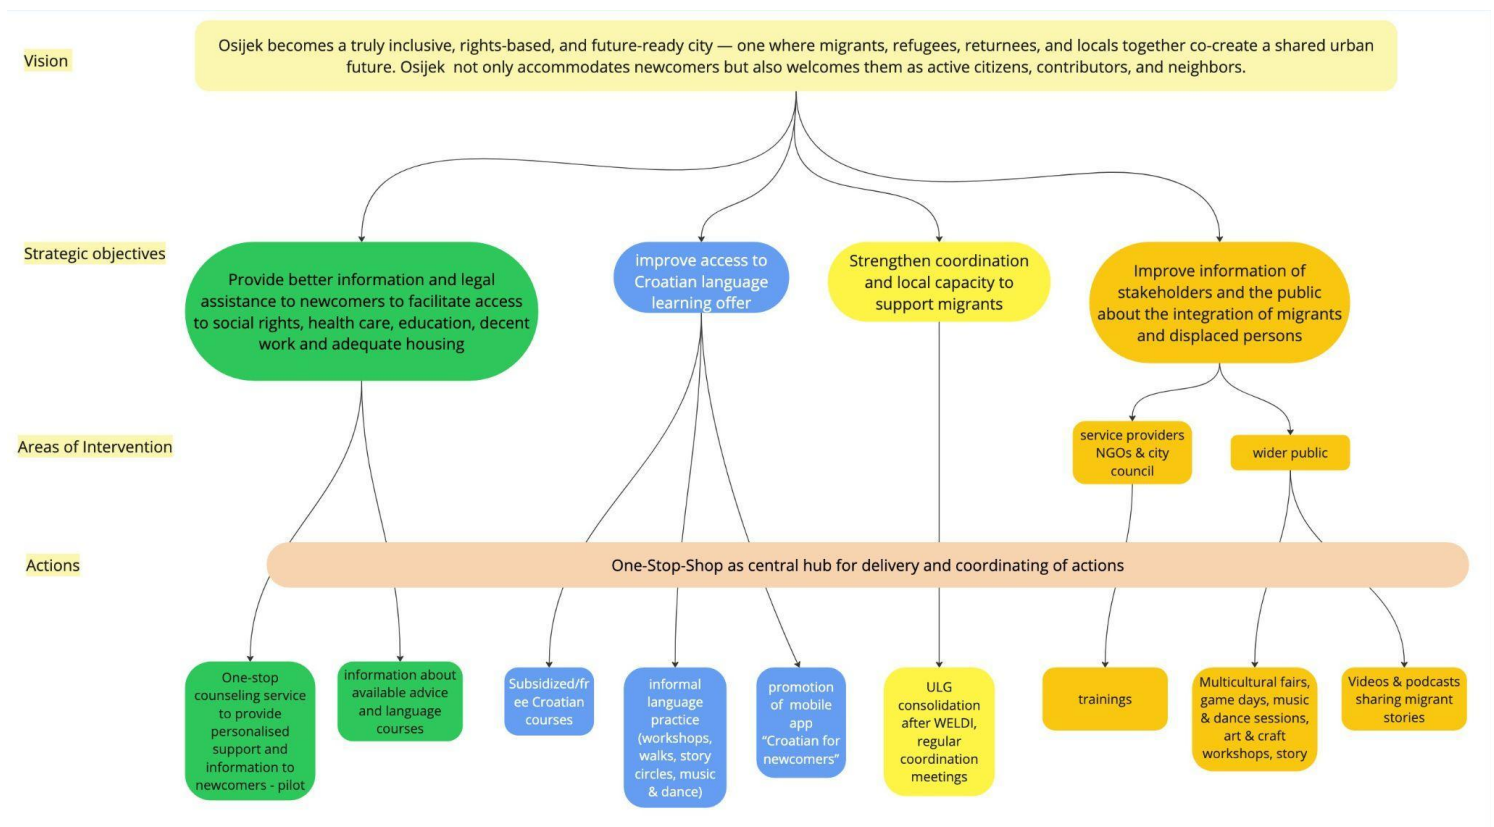 Vision
Osijek becomes a truly inclusive, rights-based, and future-ready city — one where migrants, refugees, returnees, and locals together co-create a shared urban
future. Osijek not only accommodates newcomers but also welcomes them as active citizens, contributors, and neighbors.
Strategic objectives
Provide better information and legal
assistance to newcomers to facilitate access
to social rights, health care, education, decent
work and adequate housing
improve access to
Croatian language
learning offer
Strengthen coordination
and local capacity to
support migrants
Improve information of
stakeholders and the public
about the integration of migrants
and displaced persons
Areas of Intervention
service providers
NGOs & city
council
wider public
Actions
One-Stop-Shop as central hub for delivery and coordinating of actions
One-stop
counseling service
to provide
personalised
support and
information to
newcomers - pilot
information about
available advice
and language
courses
Subsidized/fr
ee Croatian
courses
informal
language
practice
(workshops,
walks, story
circles, music
& dance)
promotion
of mobile
app
“Croatian for
newcomers”
ULG
consolidation
after WELDI,
regular
coordination
meetings
trainings
Multicultural fairs,
game days, music
& dance sessions,
art & craft
workshops, story
Videos & podcasts
sharing migrant
stories